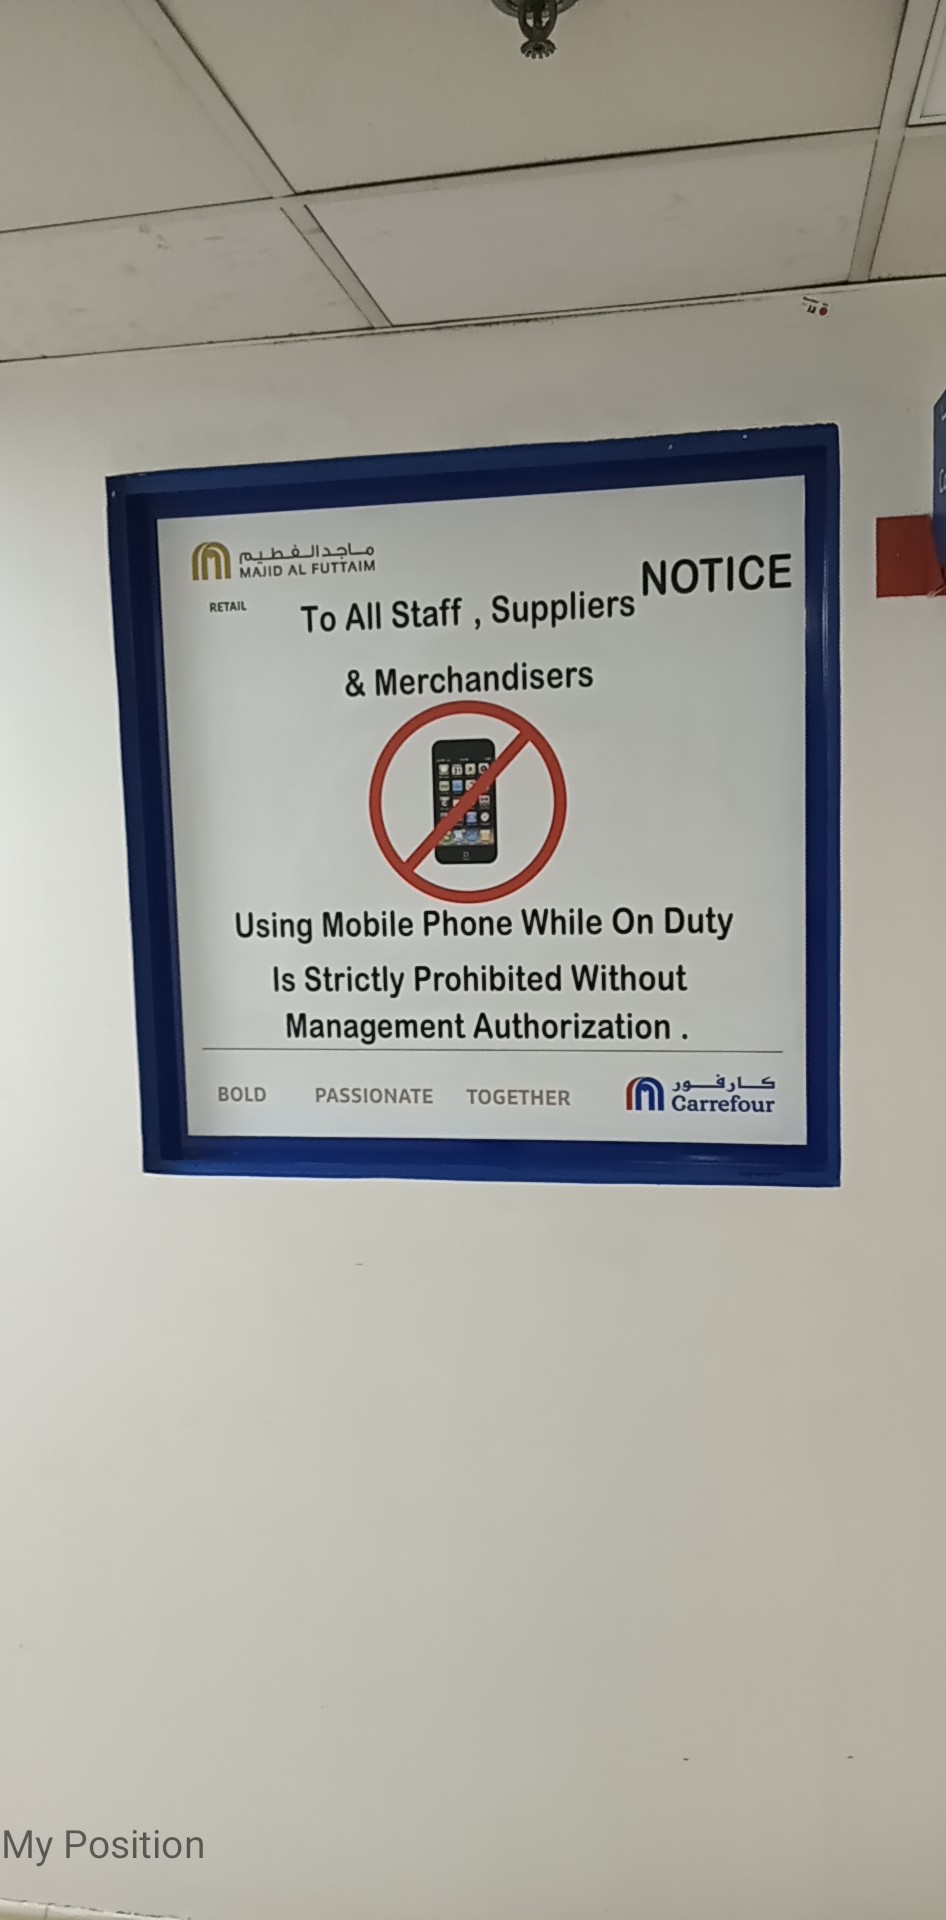 ماجد الفطيم
MAJID AL FUTTAIM
RETAIL
NOTICE
To All Staff , Suppliers
& Merchandisers
Using Mobile Phone While On Duty
Is Strictly Prohibited Without
Management Authorization .
BOLD PASSIONATE TOGETHER
كارفور
Carrefour
My Position